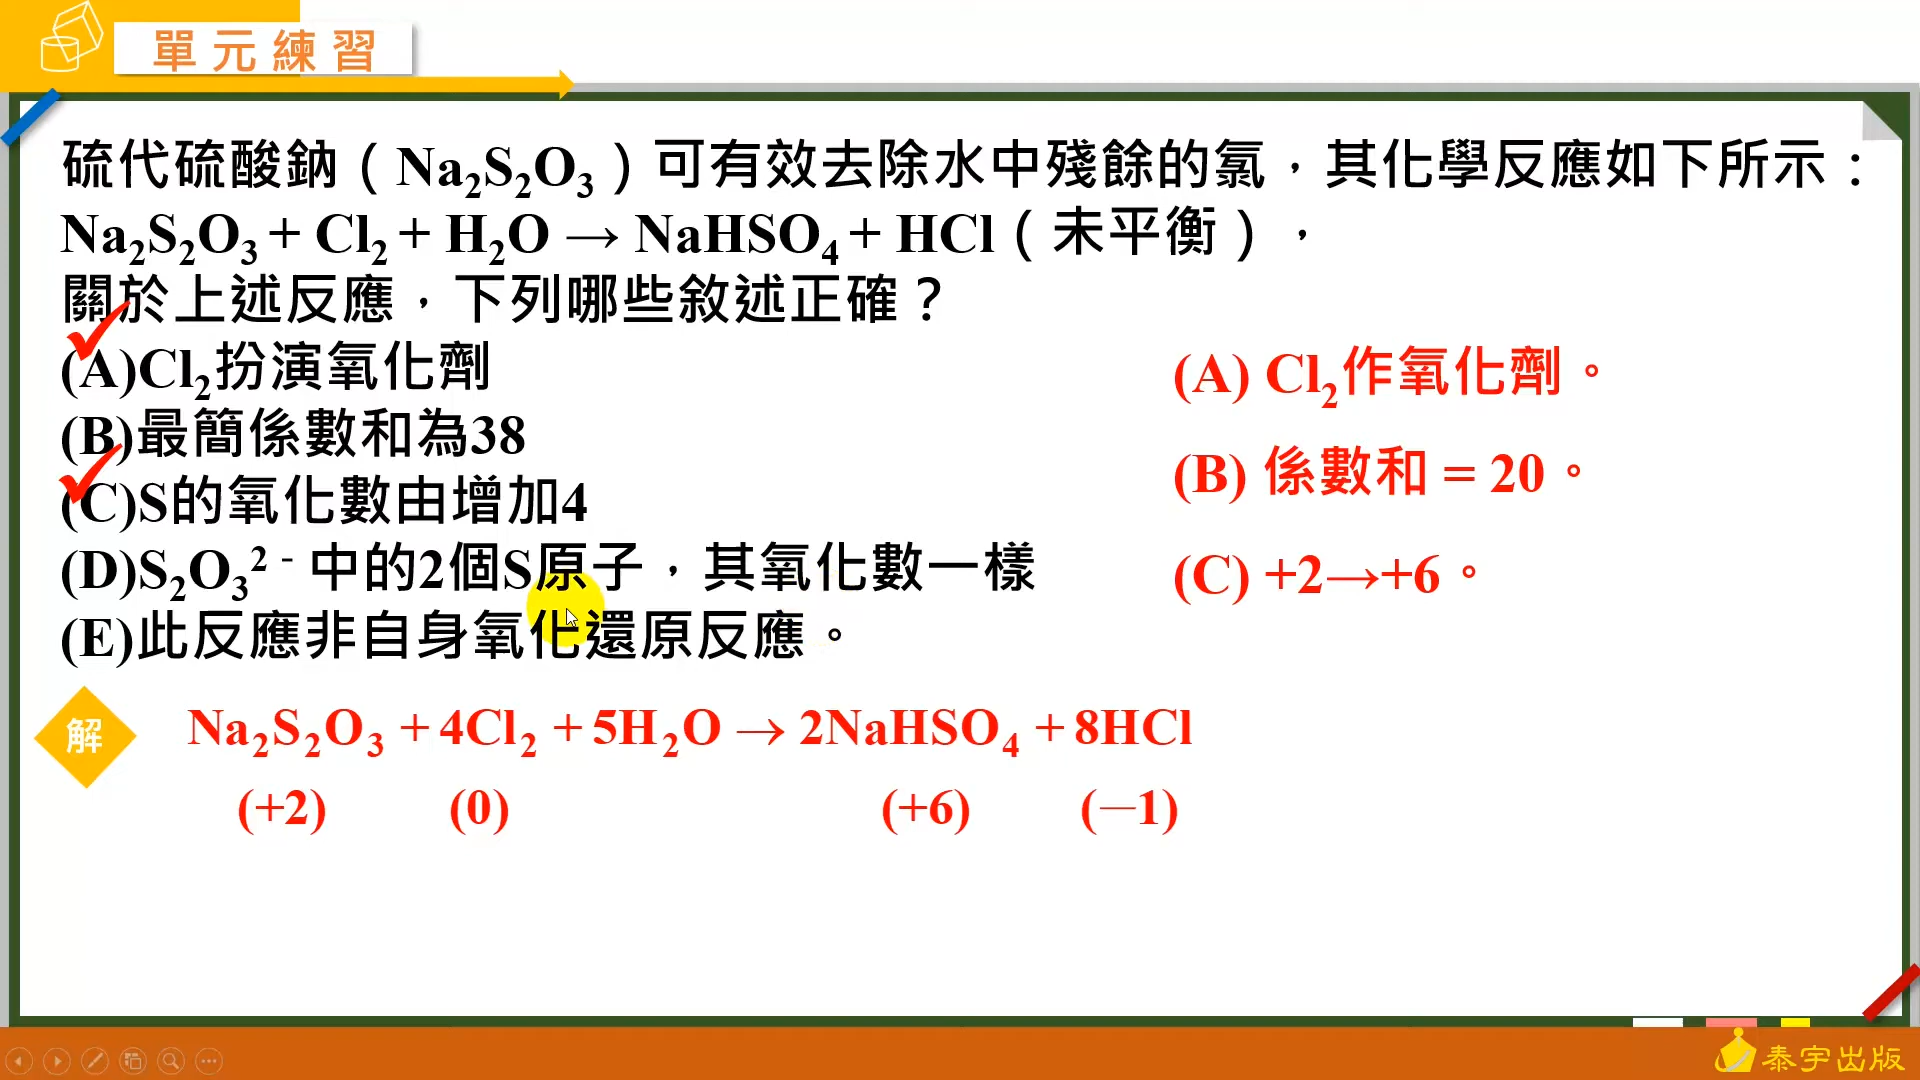 單元練習
硫代硫酸鈉（Na₂S₂O₃）可有效去除水中殘餘的氯，其化學反應如下所示：
Na₂S₂O₃ + Cl₂ + H₂O → NaHSO₄ + HCl（未平衡），
關於上述反應，下列哪些敘述正確？
(A)Cl₂扮演氧化劑
(B)最簡係數和為38
(C)S的氧化數由增加4
(D)S₂O₃²⁻中的2個S原子，其氧化數一樣
(E)此反應非自身氧化還原反應。
(A) Cl₂作氧化劑。
(B) 係數和 = 20。
(C) +2→+6。
解
Na₂S₂O₃ + 4Cl₂ + 5H₂O → 2NaHSO₄ + 8HCl
(+2) (0) (+6) (－1)
泰宇出版